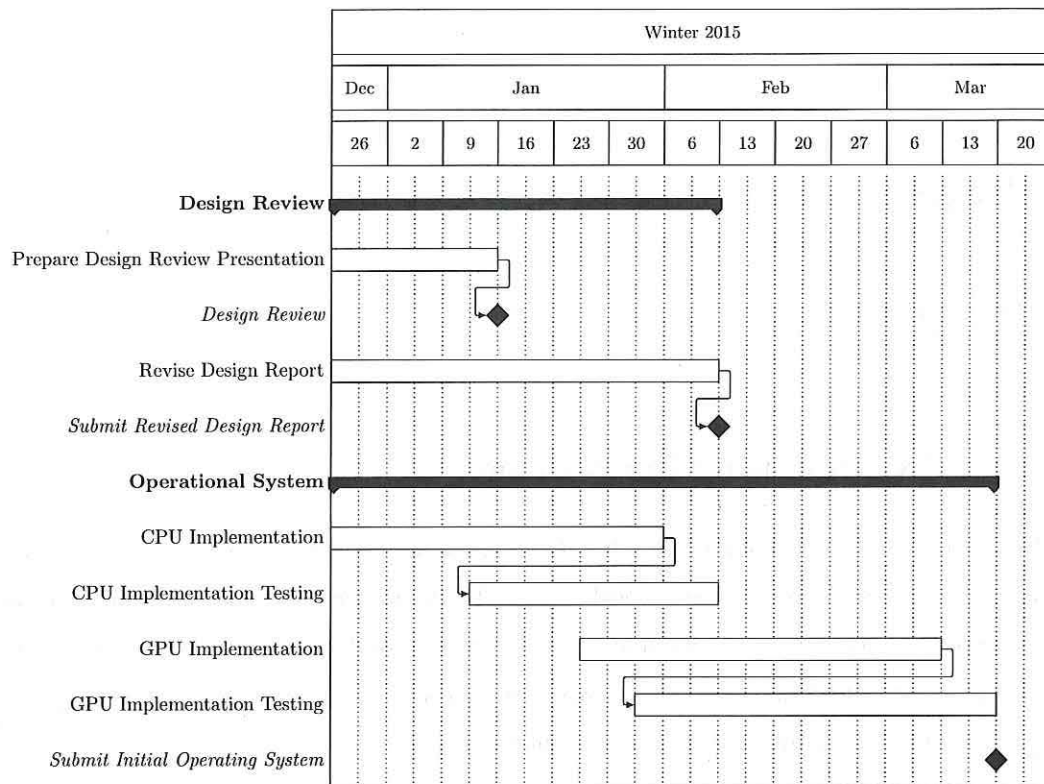 Winter 2015
Dec Jan Feb Mar
26 2 9 16 23 30 6 13 20 27 6 13 20
Design Review
Prepare Design Review Presentation
Design Review
Revise Design Report
Submit Revised Design Report
Operational System
CPU Implementation
CPU Implementation Testing
GPU Implementation
GPU Implementation Testing
Submit Initial Operating System